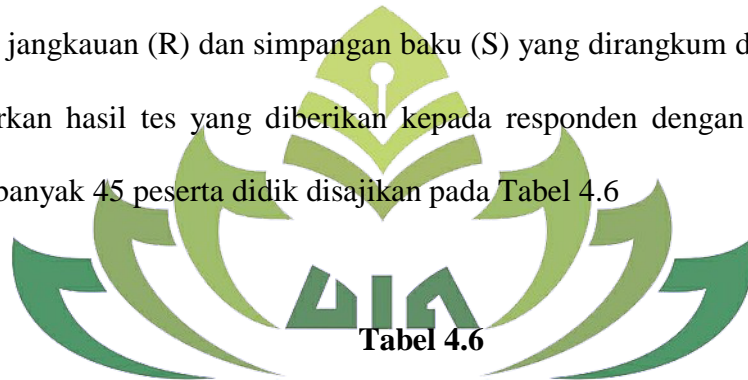 jangkauan (R) dan simpangan baku (S) yang dirangkum d
rkan hasil tes yang diberikan kepada responden dengan
banyak 45 peserta didik disajikan pada Tabel 4.6
UIN
Tabel 4.6